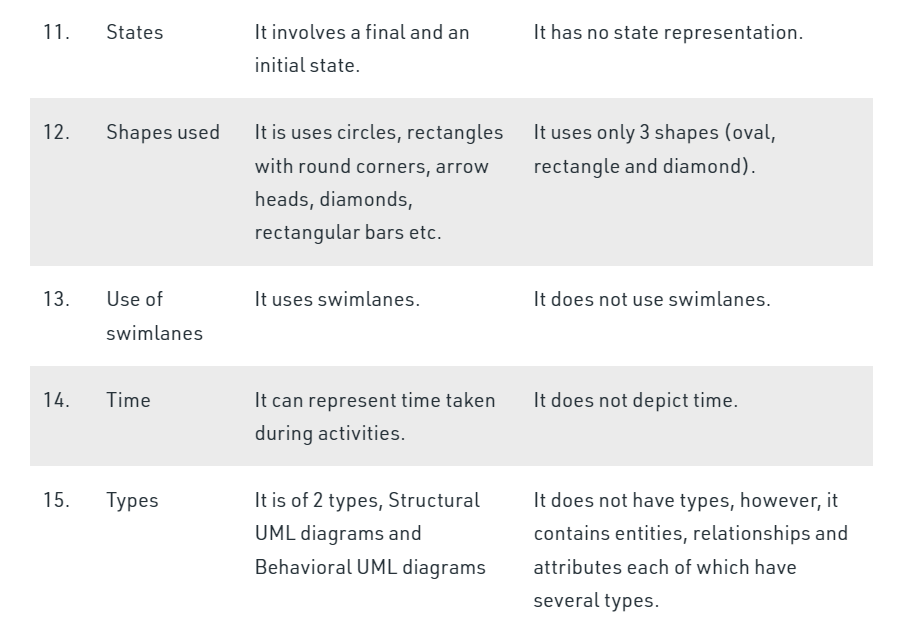 11. States It involves a final and an It has no state representation.
initial state.
12. Shapes used It is uses circles, rectangles It uses only 3 shapes (oval,
with round corners, arrow rectangle and diamond).
heads, diamonds,
rectangular bars etc.
13. Use of It uses swimlanes. It does not use swimlanes.
swimlanes
14. Time It can represent time taken It does not depict time.
during activities.
15. Types It is of 2 types, Structural It does not have types, however, it
UML diagrams and contains entities, relationships and
Behavioral UML diagrams attributes each of which have
several types.